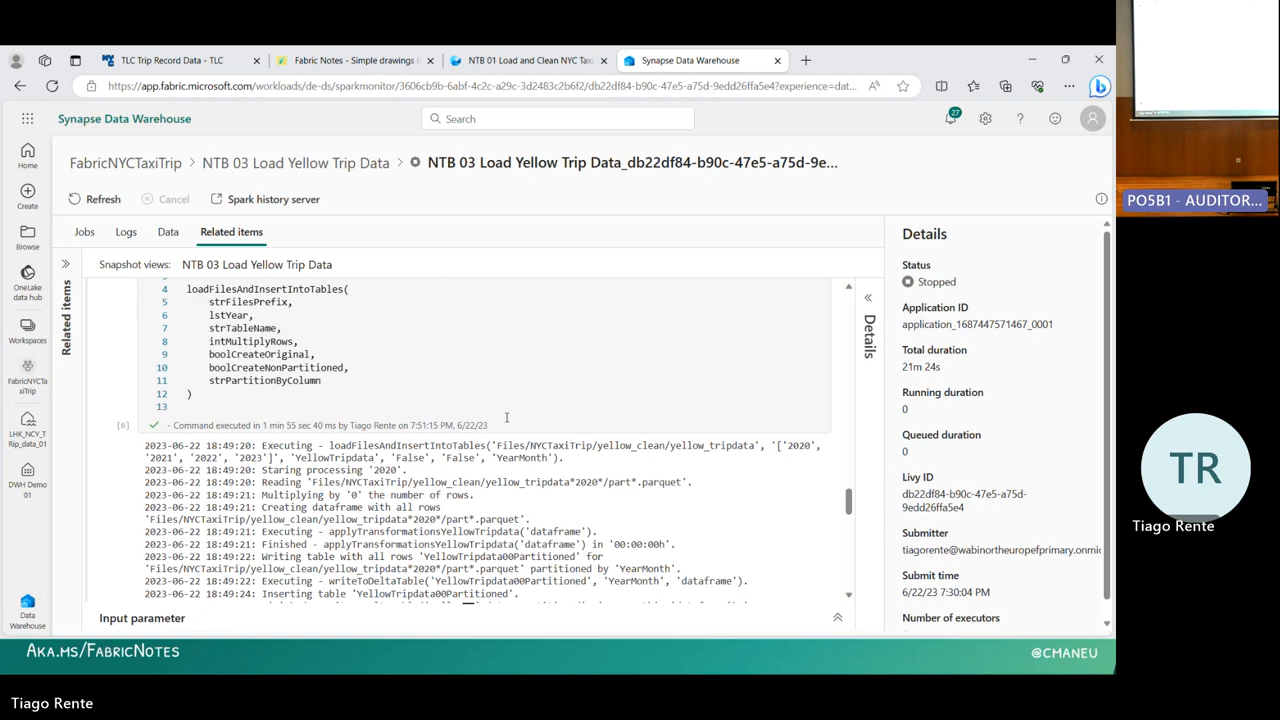 TLC Trip Record Data - TLC
Fabric Notes - Simple drawings
NTB 01 Load and Clean NYC Tax
Synapse Data Warehouse
https://app.fabric.microsoft.com/workloads/de-ds/sparkmonitor/3606cb9b-6abf-4c2c-a29c-3d2483c2b6f2/db22df84-b90c-47e5-a75d-9edd26ffa5e4?experience=dat...
Synapse Data Warehouse
Search
27
Home
Create
Browse
OneLake
data hub
Workspaces
FabricNYCTa
xiTrip
LHK_NCY_T
Rip_data_01
DWH Demo
01
Data
Warehouse
FabricNYCTaxiTrip
NTB 03 Load Yellow Trip Data
NTB 03 Load Yellow Trip Data_db22df84-b90c-47e5-a75d-9e...
Refresh
Cancel
Spark history server
Jobs
Logs
Data
Related items
Related items
Snapshot views:
NTB 03 Load Yellow Trip Data
4 loadFilesAndInsertIntoTables(
5 strFilesPrefix,
6 lstYear,
7 strTableName,
8 intMultiplyRows,
9 boolCreateOriginal,
10 boolCreateNonPartitioned,
11 strPartitionByColumn
12 )
13
[6] - Command executed in 1 min 55 sec 40 ms by Tiago Rente on 7:51:15 PM, 6/22/23
2023-06-22 18:49:20: Executing - loadFilesAndInsertIntoTables('Files/NYCTaxiTrip/yellow_clean/yellow_tripdata', '['2020',
'2021', '2022', '2023']', 'YellowTripdata', 'False', 'False', 'YearMonth').
2023-06-22 18:49:20: Staring processing '2020'.
2023-06-22 18:49:20: Reading 'Files/NYCTaxiTrip/yellow_clean/yellow_tripdata*2020*/part*.parquet'.
2023-06-22 18:49:21: Multiplying by '0' the number of rows.
2023-06-22 18:49:21: Creating dataframe with all rows
'Files/NYCTaxiTrip/yellow_clean/yellow_tripdata*2020*/part*.parquet'.
2023-06-22 18:49:21: Executing - applyTransformationsYellowTripdata('dataframe').
2023-06-22 18:49:21: Finished - applyTransformationsYellowTripdata('dataframe') in '00:00:00h'.
2023-06-22 18:49:22: Writing table with all rows 'YellowTripdata00Partitioned' for
'Files/NYCTaxiTrip/yellow_clean/yellow_tripdata*2020*/part*.parquet' partitioned by 'YearMonth'.
2023-06-22 18:49:22: Executing - writeToDeltaTable('YellowTripdata00Partitioned', 'YearMonth', 'dataframe').
2023-06-22 18:49:24: Inserting table 'YellowTripdata00Partitioned'.
Input parameter
Details
Details
Status
Stopped
Application ID
application_1687447571467_0001
Total duration
21m 24s
Running duration
0
Queued duration
0
Livy ID
db22df84-b90c-47e5-a75d-
9edd26ffa5e4
Submitter
tiagorente@wabinortheuropefprimary.onmi
Submit time
6/22/23 7:30:04 PM
Number of executors
AKA.MS/FABRICNOTES
@CMANEU
PO5B1 - AUDITOR...
TR
Tiago Rente
Tiago Rente